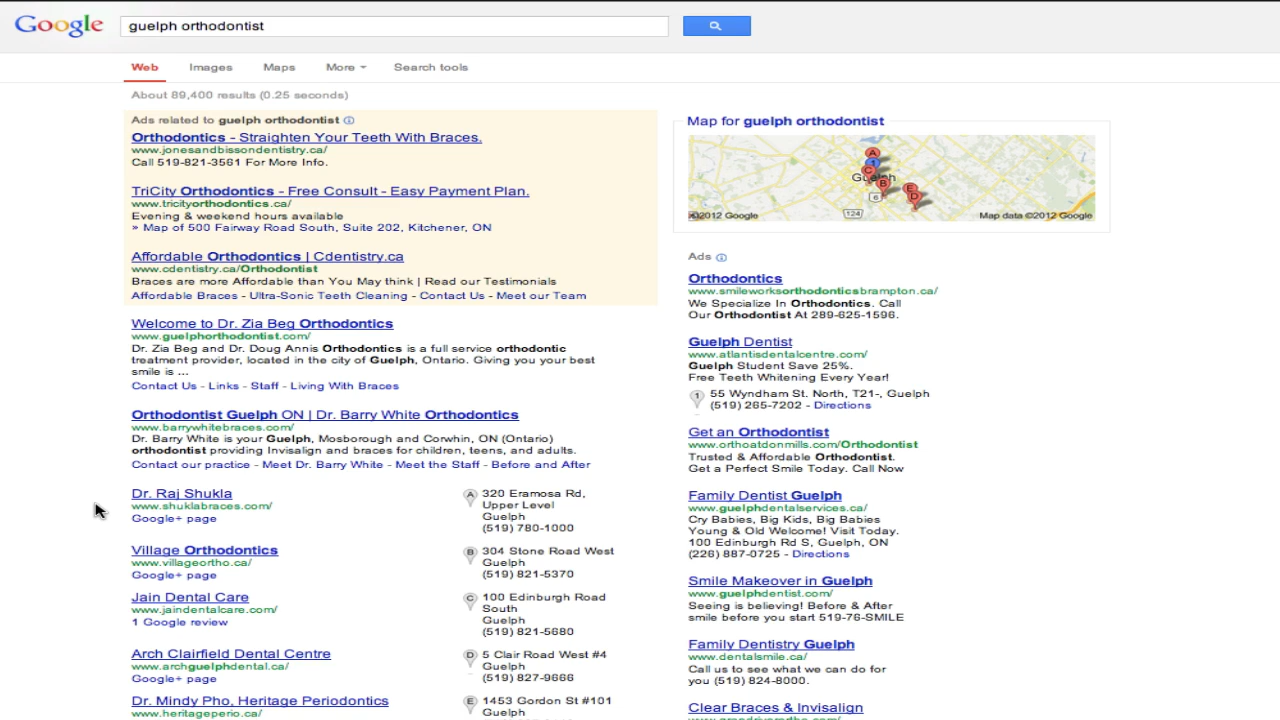 Google
guelph orthodontist
Web Images Maps More Search tools
About 89,400 results (0.25 seconds)
Ads related to guelph orthodontist
Orthodontics - Straighten Your Teeth With Braces.
www.jonesandbissondentistry.ca/
Call 519-821-3561 For More Info.
TriCity Orthodontics - Free Consult - Easy Payment Plan.
www.tricityorthodontics.ca/
Evening & weekend hours available
» Map of 500 Fairway Road South, Suite 202, Kitchener, ON
Affordable Orthodontics | Cdentistry.ca
www.cdentistry.ca/Orthodontist
Braces are more Affordable than You May think | Read our Testimonials
Affordable Braces - Ultra-Sonic Teeth Cleaning - Contact Us - Meet our Team
Welcome to Dr. Zia Beg Orthodontics
www.guelphorthodontist.com/
Dr. Zia Beg and Dr. Doug Annis Orthodontics is a full service orthodontic
treatment provider, located in the city of Guelph, Ontario. Giving you your best
smile is ...
Contact Us - Links - Staff - Living With Braces
Orthodontist Guelph ON | Dr. Barry White Orthodontics
www.barrywhitebraces.com/
Dr. Barry White is your Guelph, Mosborough and Corwhin, ON (Ontario)
orthodontist providing Invisalign and braces for children, teens, and adults.
Contact our practice - Meet Dr. Barry White - Meet the Staff - Before and After
Dr. Raj Shukla
www.shuklabraces.com/
Google+ page
A 320 Eramosa Rd,
Upper Level
Guelph
(519) 780-1000
Village Orthodontics
www.villageortho.ca/
Google+ page
B 304 Stone Road West
Guelph
(519) 821-5370
Jain Dental Care
www.jaindentalcare.com/
1 Google review
C 100 Edinburgh Road
South
Guelph
(519) 821-5680
Arch Clairfield Dental Centre
www.archguelphdental.ca/
Google+ page
D 5 Clair Road West #4
Guelph
(519) 827-9666
Dr. Mindy Pho, Heritage Periodontics
www.heritageperio.ca/
E 1453 Gordon St #101
Guelph
Map for guelph orthodontist
A
1
C
Guelph
B
E
D
6
124
©2012 Google
Map data ©2012 Google
Ads
Orthodontics
www.smileworksorthodonticsbrampton.ca/
We Specialize In Orthodontics. Call
Our Orthodontist At 289-625-1596.
Guelph Dentist
www.atlantisdentalcentre.com/
Guelph Student Save 25%.
Free Teeth Whitening Every Year!
1 55 Wyndham St. North, T21-, Guelph
(519) 265-7202 - Directions
Get an Orthodontist
www.orthoatdonmills.com/Orthodontist
Trusted & Affordable Orthodontist.
Get a Perfect Smile Today. Call Now
Family Dentist Guelph
www.guelphdentalservices.ca/
Cry Babies, Big Kids, Big Babies
Young & Old Welcome! Visit Today.
100 Edinburgh Rd S, Guelph, ON
(226) 887-0725 - Directions
Smile Makeover in Guelph
www.guelphdentist.com/
Seeing is believing! Before & After
smile before you start 519-76-SMILE
Family Dentistry Guelph
www.dentalsmile.ca/
Call us to see what we can do for
you (519) 824-8000.
Clear Braces & Invisalign